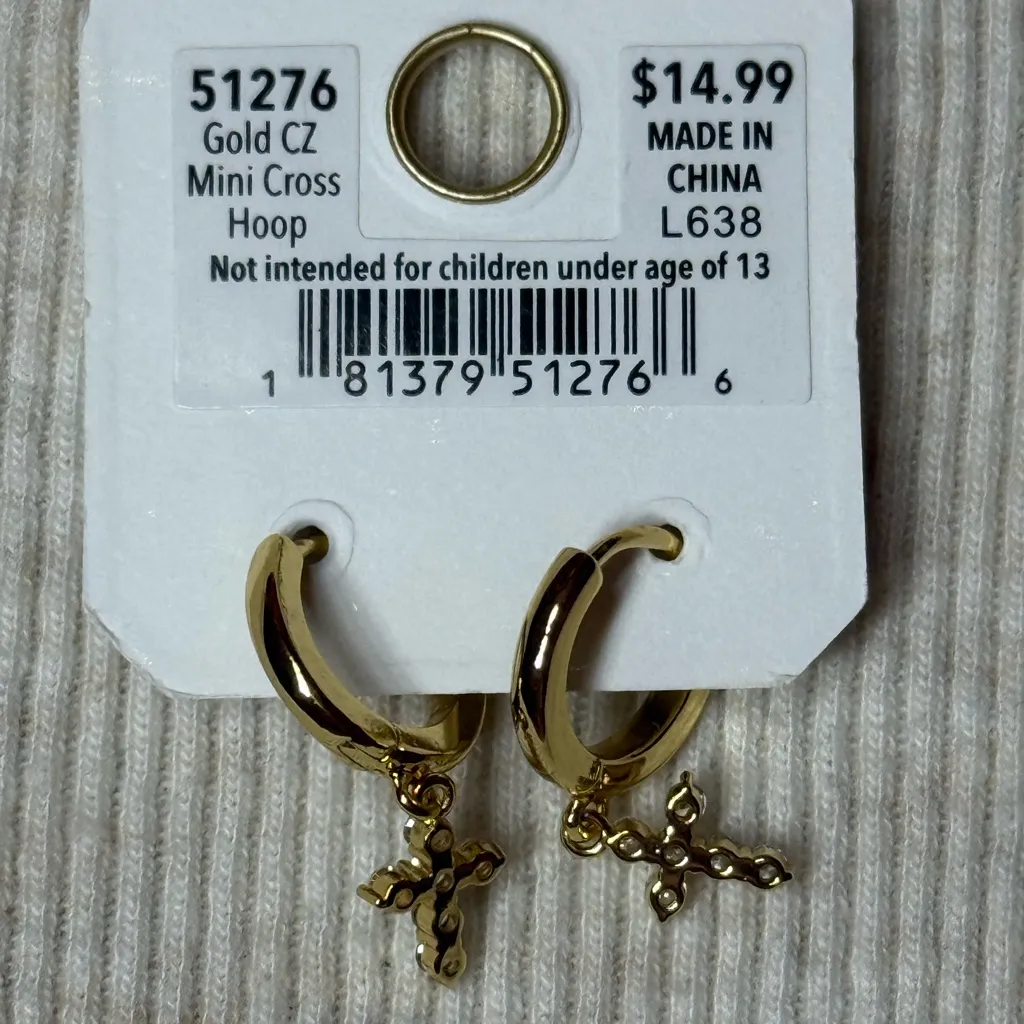 51276
Gold CZ
Mini Cross
Hoop
$14.99
MADE IN
CHINA
L638
Not intended for children under age of 13
1 81379 51276 6